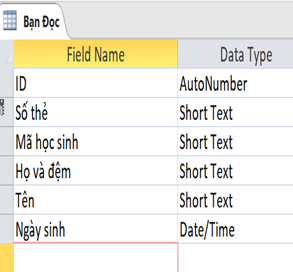 Bạn Đọc
Field Name Data Type
ID AutoNumber
Số thẻ Short Text
Mã học sinh Short Text
Họ và đệm Short Text
Tên Short Text
Ngày sinh Date/Time